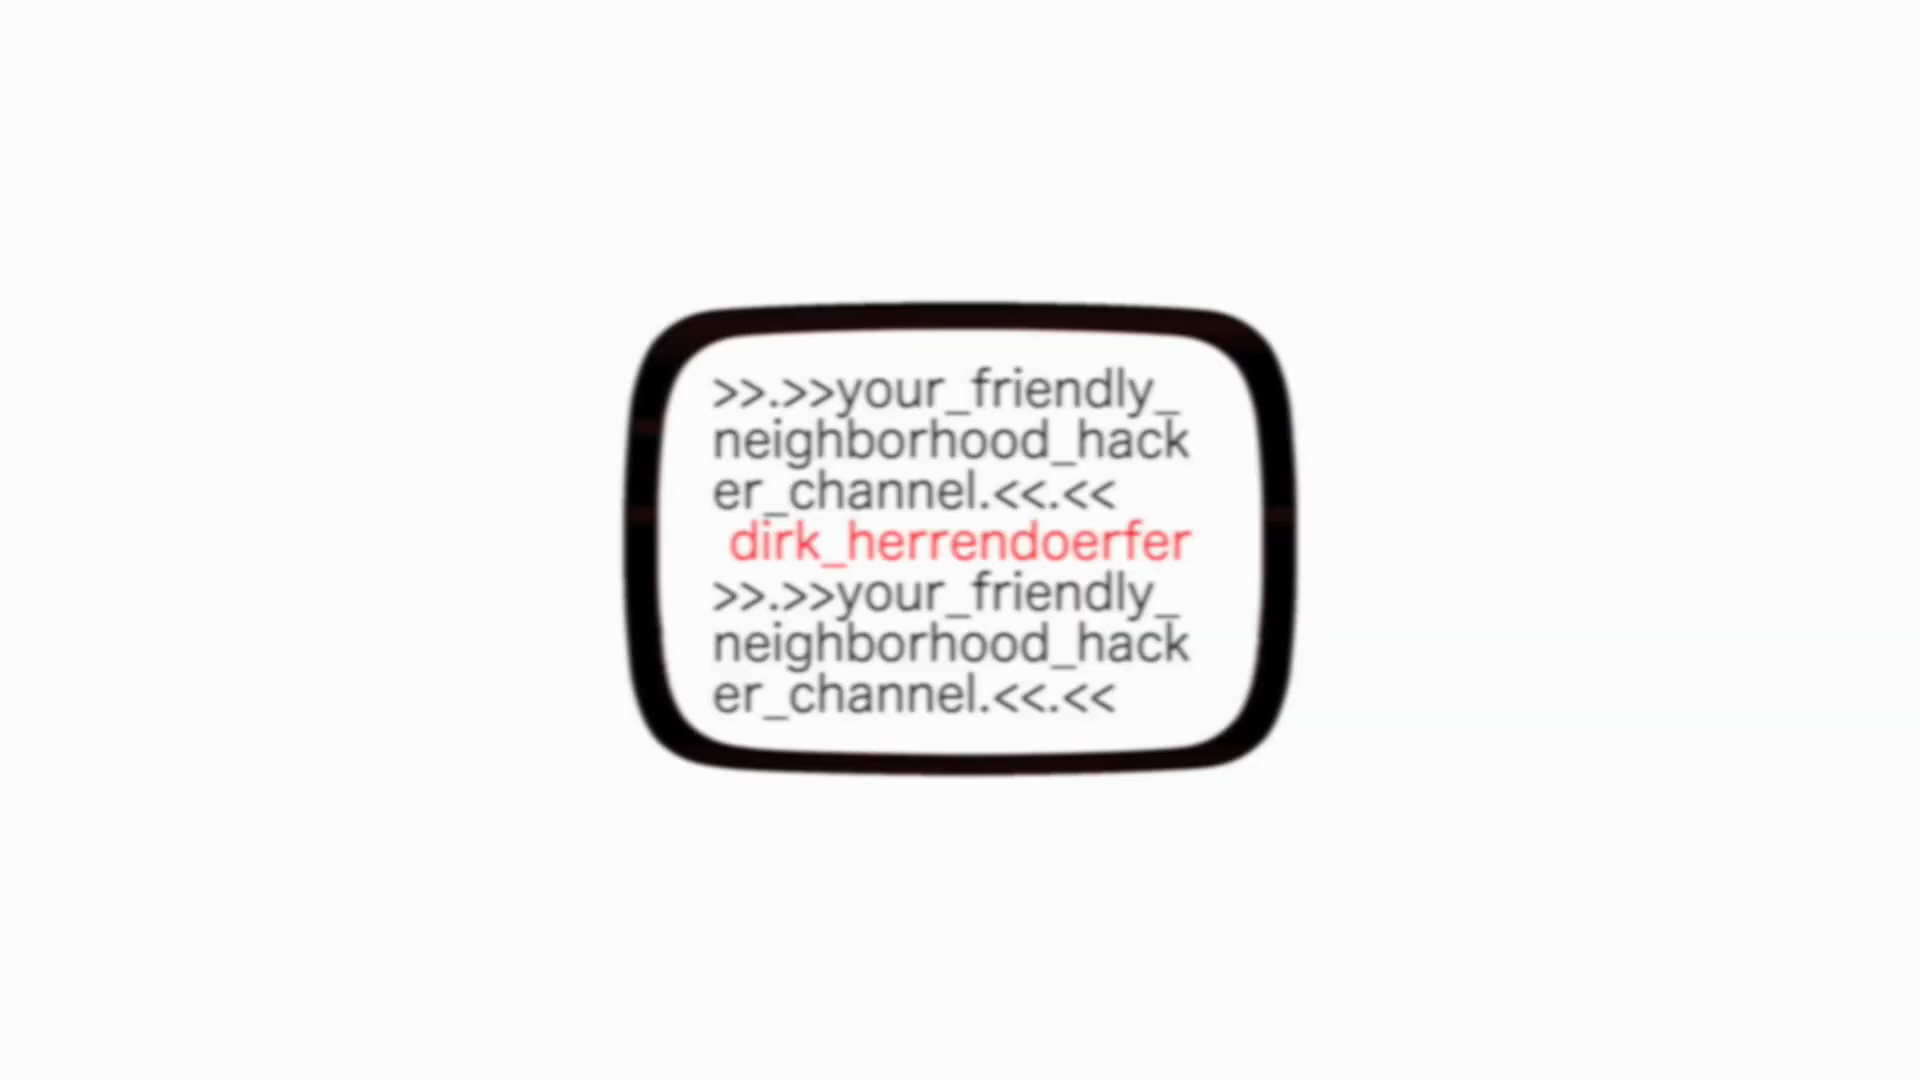 >>.>>your_friendly_
neighborhood_hack
er_channel.<<.<<
dirk_herrendoerfer
>>.>>your_friendly_
neighborhood_hack
er_channel.<<.<<